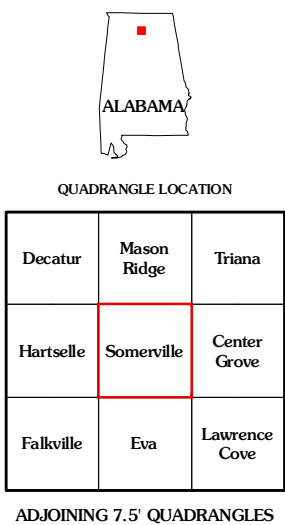 ALABAMA
QUADRANGLE LOCATION
Decatur
Mason
Ridge
Triana
Hartselle
Somerville
Center
Grove
Falkville
Eva
Lawrence
Cove
ADJOINING 7.5' QUADRANGLES